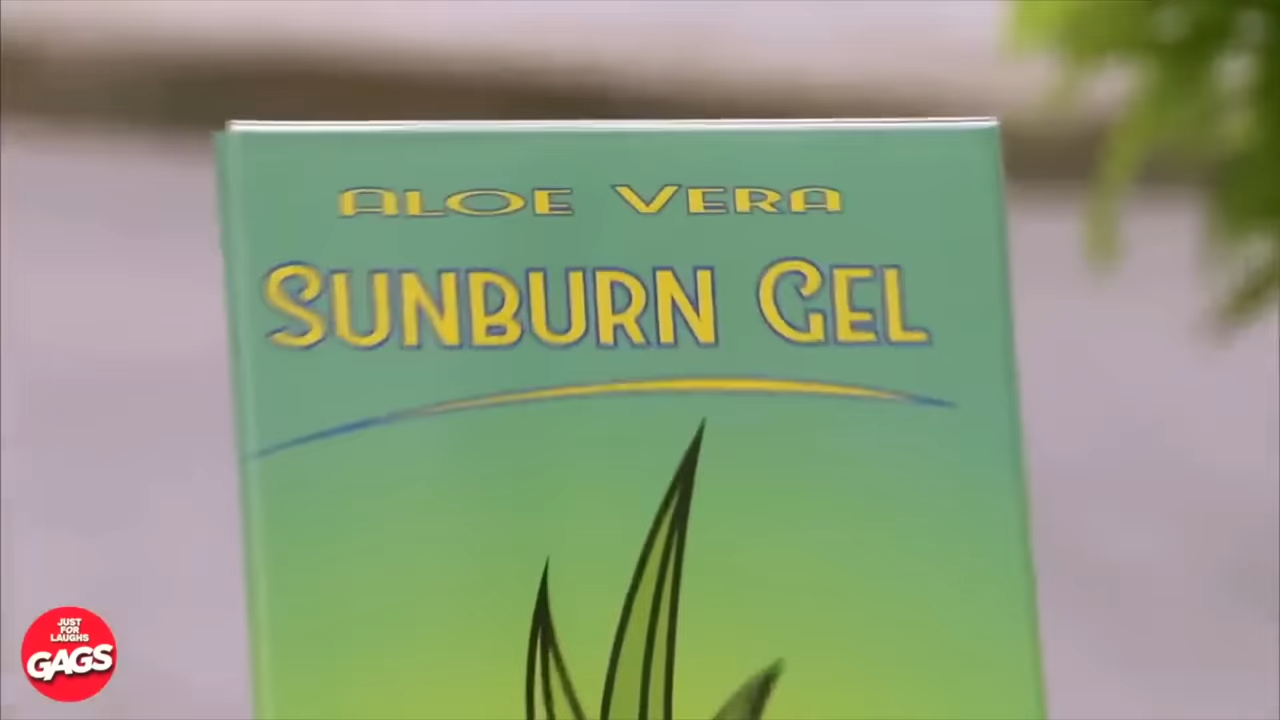 ALOE VERA
SUNBURN GEL
JUST
FOR
LAUGHS
GAGS